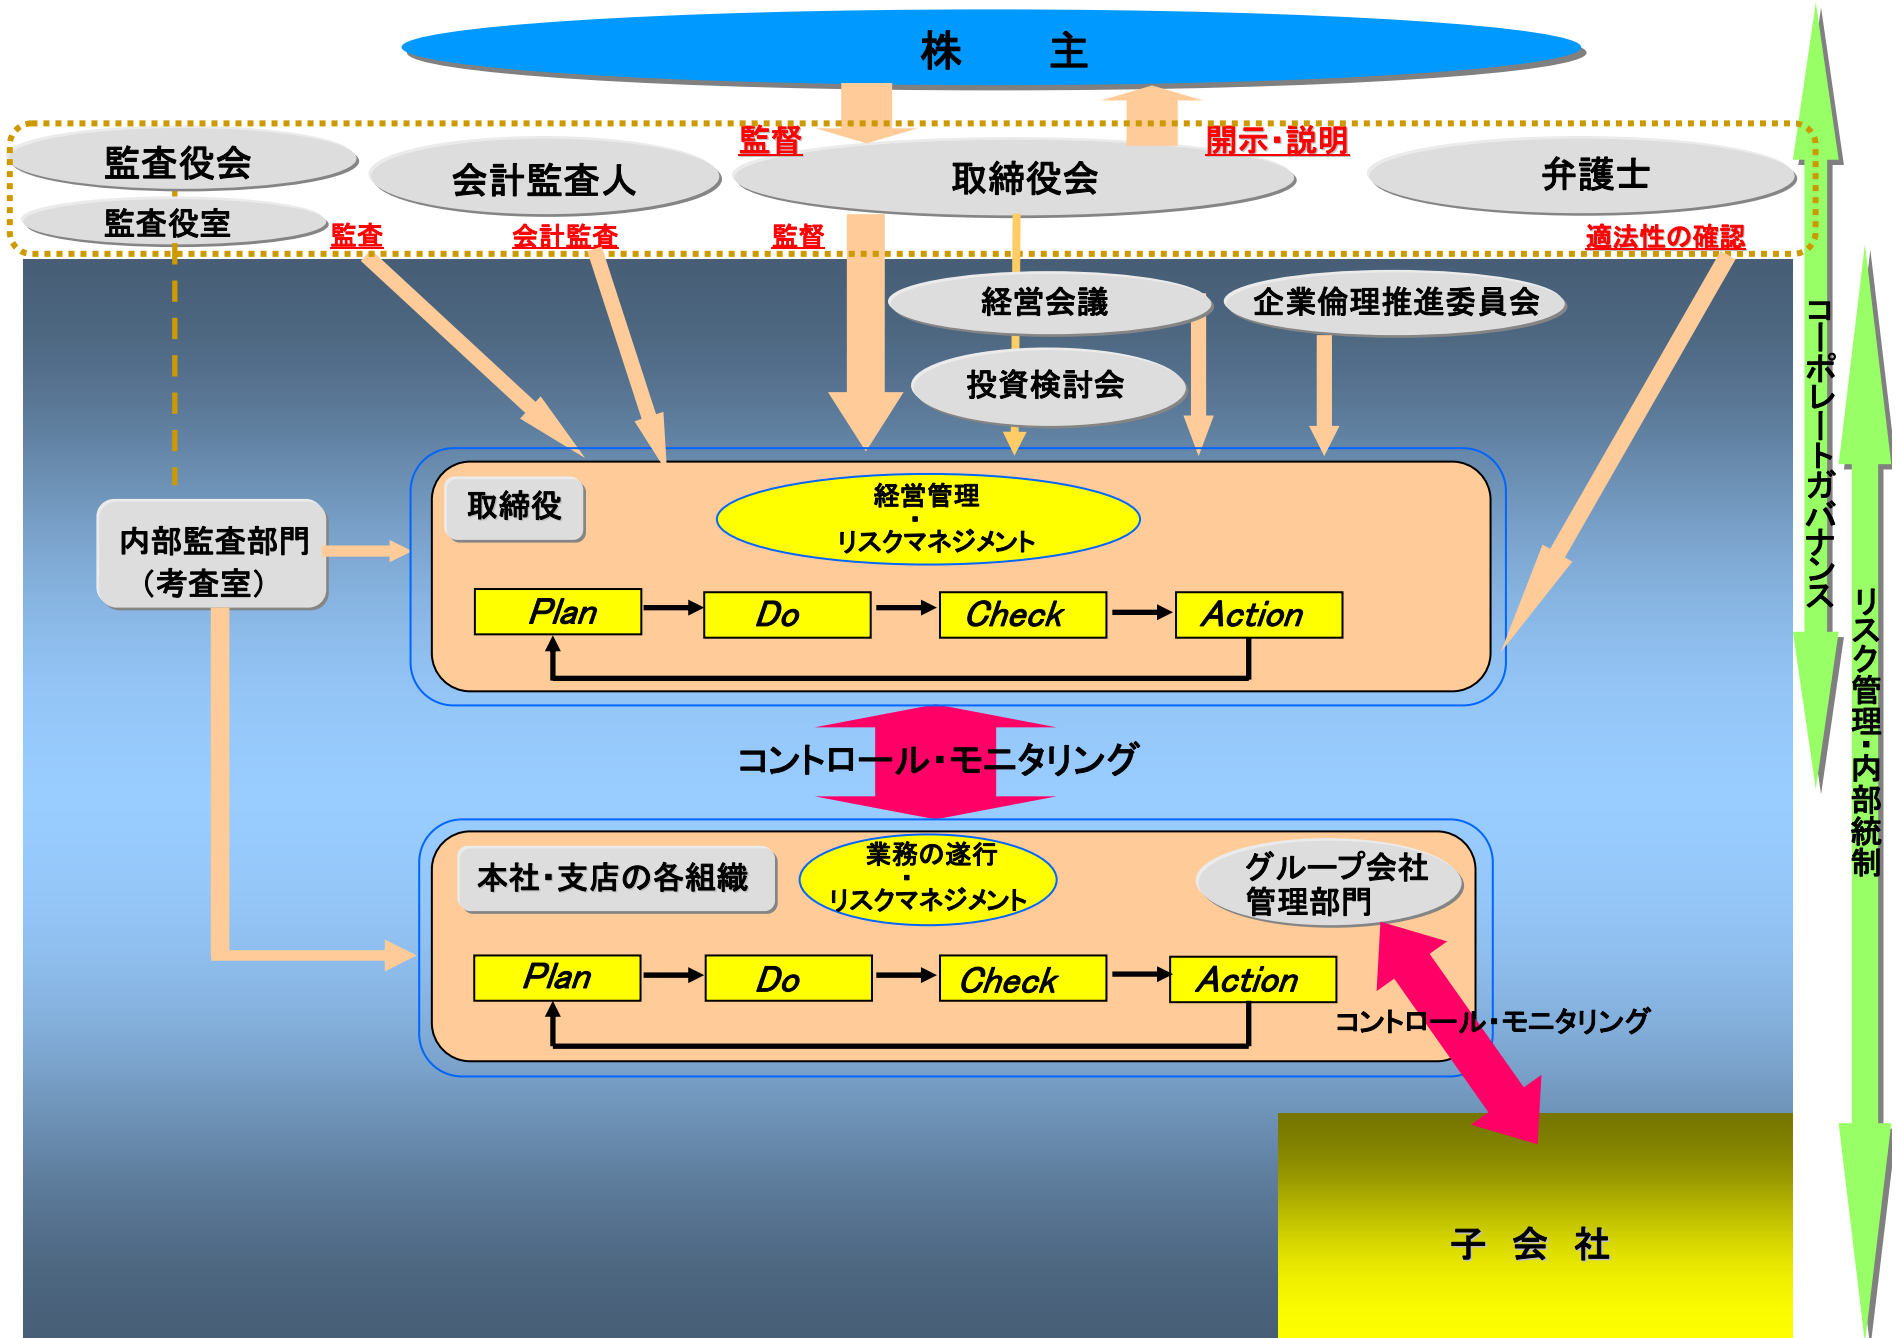 株　主
監督
開示・説明
監査役会
会計監査人
取締役会
弁護士
監査役室
監査
会計監査
監督
適法性の確認
経営会議
企業倫理推進委員会
投資検討会
コーポレートガバナンス
リスク管理・内部統制
取締役
経営管理
・
リスクマネジメント
内部監査部門
（考査室）
Plan
Do
Check
Action
コントロール・モニタリング
本社・支店の各組織
業務の遂行
・
リスクマネジメント
グループ会社
管理部門
Plan
Do
Check
Action
コントロール・モニタリング
子　会　社